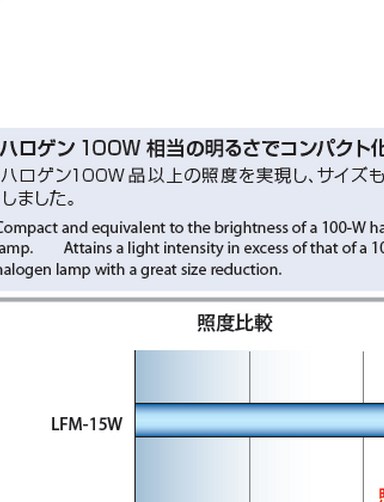 ハロゲン 100W 相当の明るさでコンパクト化
ハロゲン100W 品以上の照度を実現し、サイズも
しました。
Compact and equivalent to the brightness of a 100-W ha
amp. Attains a light intensity in excess of that of a 10
halogen lamp with a great size reduction.
照度比較
LFM-15W